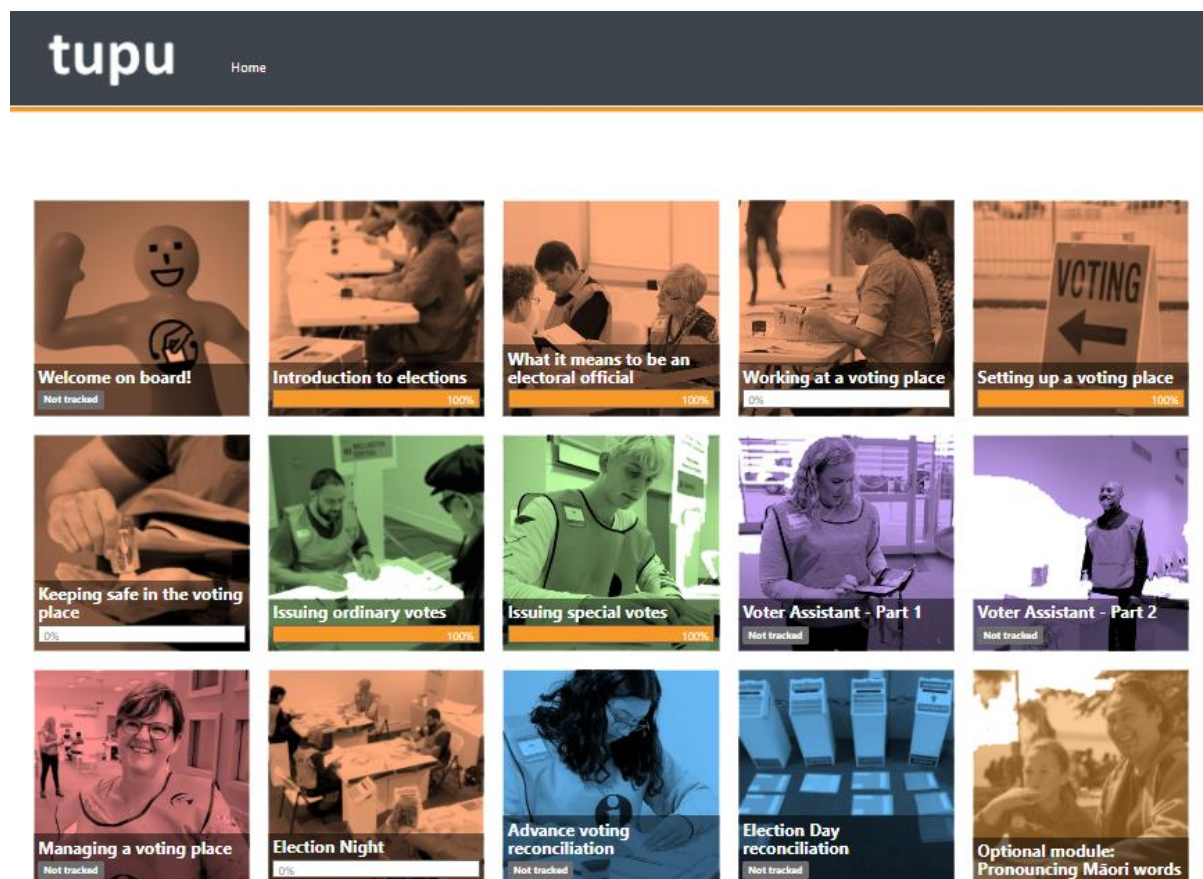 tupu
Home
Welcome on board!
Not tracked
Introduction to elections
100%
What it means to be an
electoral official
100%
Working at a voting place
0%
VOTING
Setting up a voting place
100%
Keeping safe in the voting
place
0%
Issuing ordinary votes
100%
Issuing special votes
100%
Voter Assistant - Part 1
Not tracked
Voter Assistant - Part 2
Not tracked
Managing a voting place
Not tracked
Election Night
0%
Advance voting
reconciliation
Not tracked
Election Day
reconciliation
Not tracked
Optional module:
Pronouncing Māori words